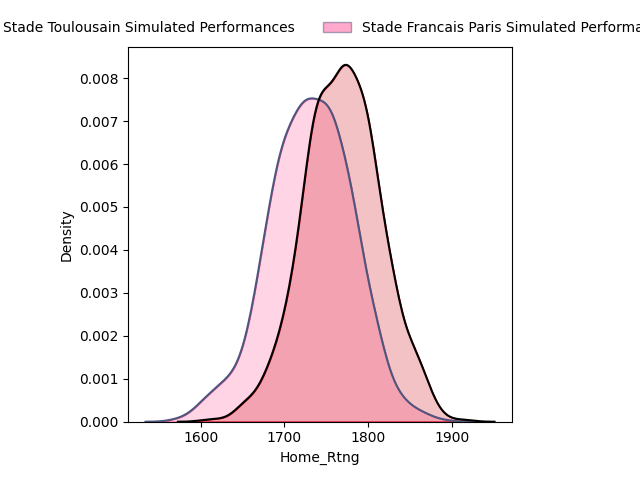 Stade Toulousain Simulated Performances Stade Francais Paris Simulated Performa
0.008
0.007
0.006
0.005
0.004
0.003
0.002
0.001
0.000
Density
1600 1700 1800 1900
Home_Rtng